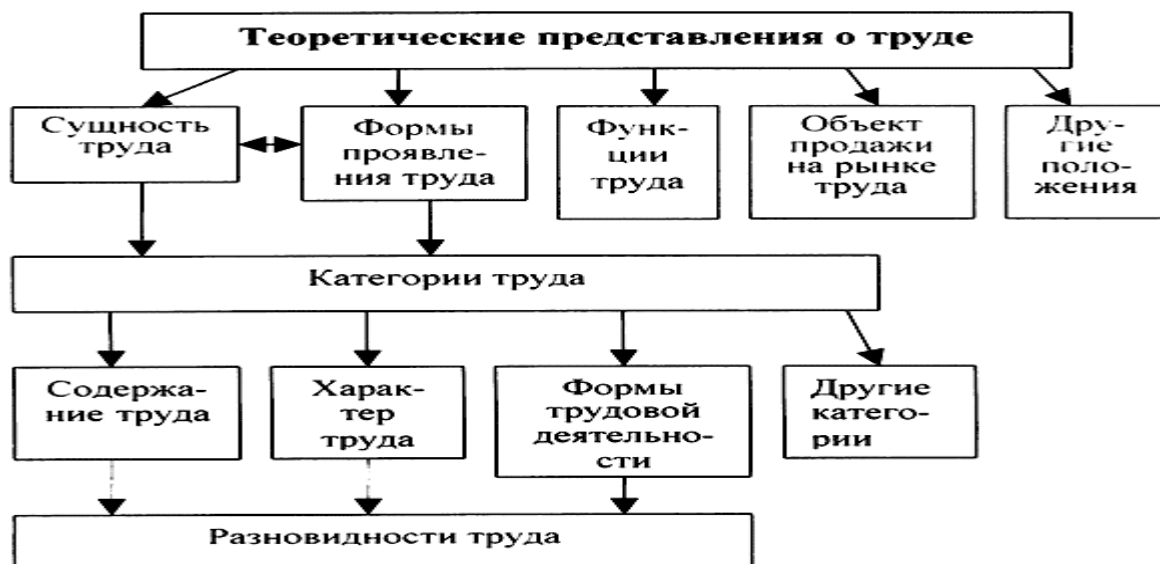 Теоретические представления о труде
Сущность
труда
Формы
проявле-
ния труда
Функ-
ции
труда
Объект
продажи
на рынке
труда
Дру-
гие
поло-
жения
Категории труда
Содержа-
ние труда
Харак-
тер
труда
Формы
трудовой
деятельно-
сти
Другие
катего-
рии
Разновидности труда